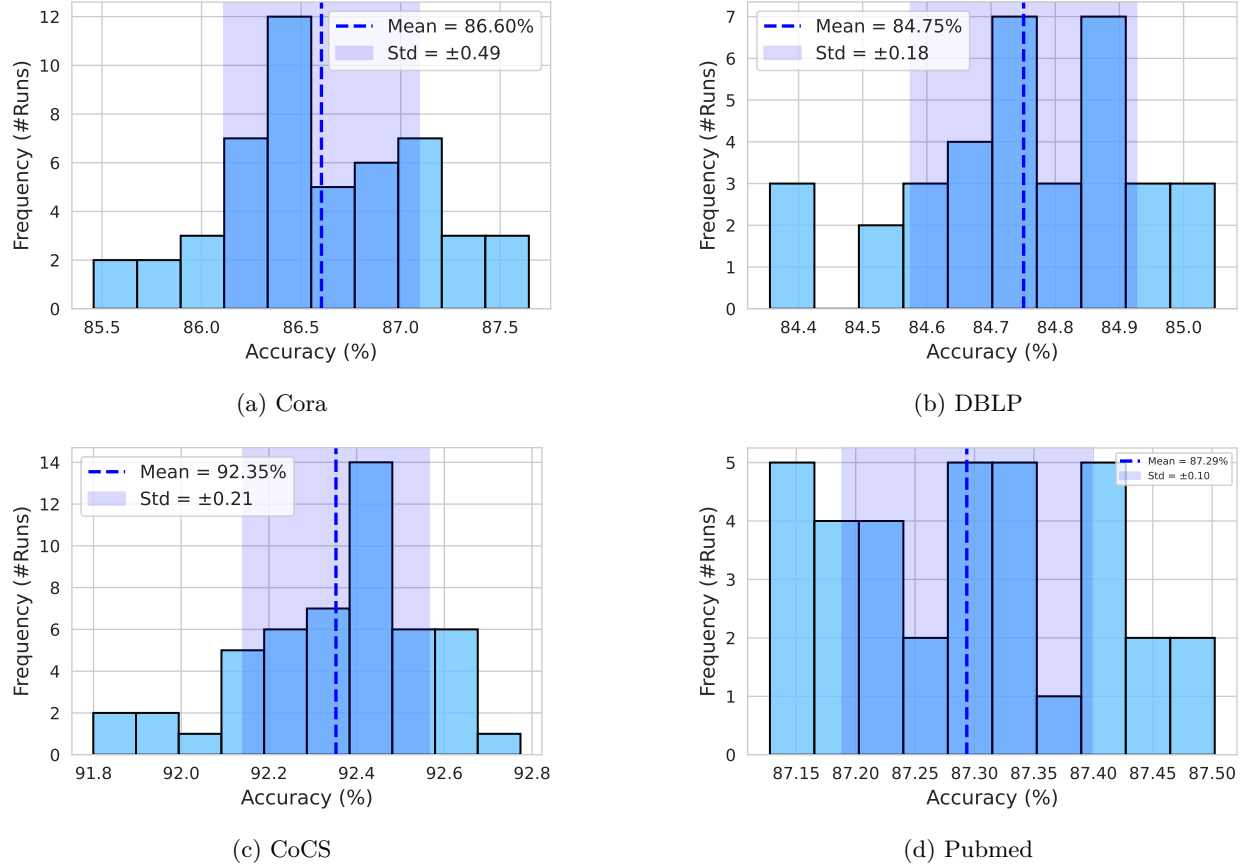 Mean = 86.60%
Std = ±0.49
Frequency (#Runs)
12
10
8
6
4
2
0
85.5 86.0 86.5 87.0 87.5
Accuracy (%)
(a) Cora
Mean = 84.75%
Std = ±0.18
Frequency (#Runs)
7
6
5
4
3
2
1
0
84.4 84.5 84.6 84.7 84.8 84.9 85.0
Accuracy (%)
(b) DBLP
Mean = 92.35%
Std = ±0.21
Frequency (#Runs)
14
12
10
8
6
4
2
0
91.8 92.0 92.2 92.4 92.6 92.8
Accuracy (%)
(c) CoCS
Mean = 87.29%
Std = ±0.10
Frequency (#Runs)
5
4
3
2
1
0
87.15 87.20 87.25 87.30 87.35 87.40 87.45 87.50
Accuracy (%)
(d) Pubmed